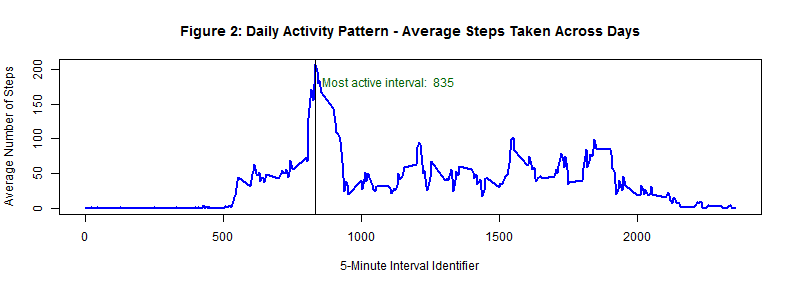 Figure 2: Daily Activity Pattern - Average Steps Taken Across Days
Average Number of Steps
200
150
100
50
0
Most active interval:  835
0 500 1000 1500 2000
5-Minute Interval Identifier